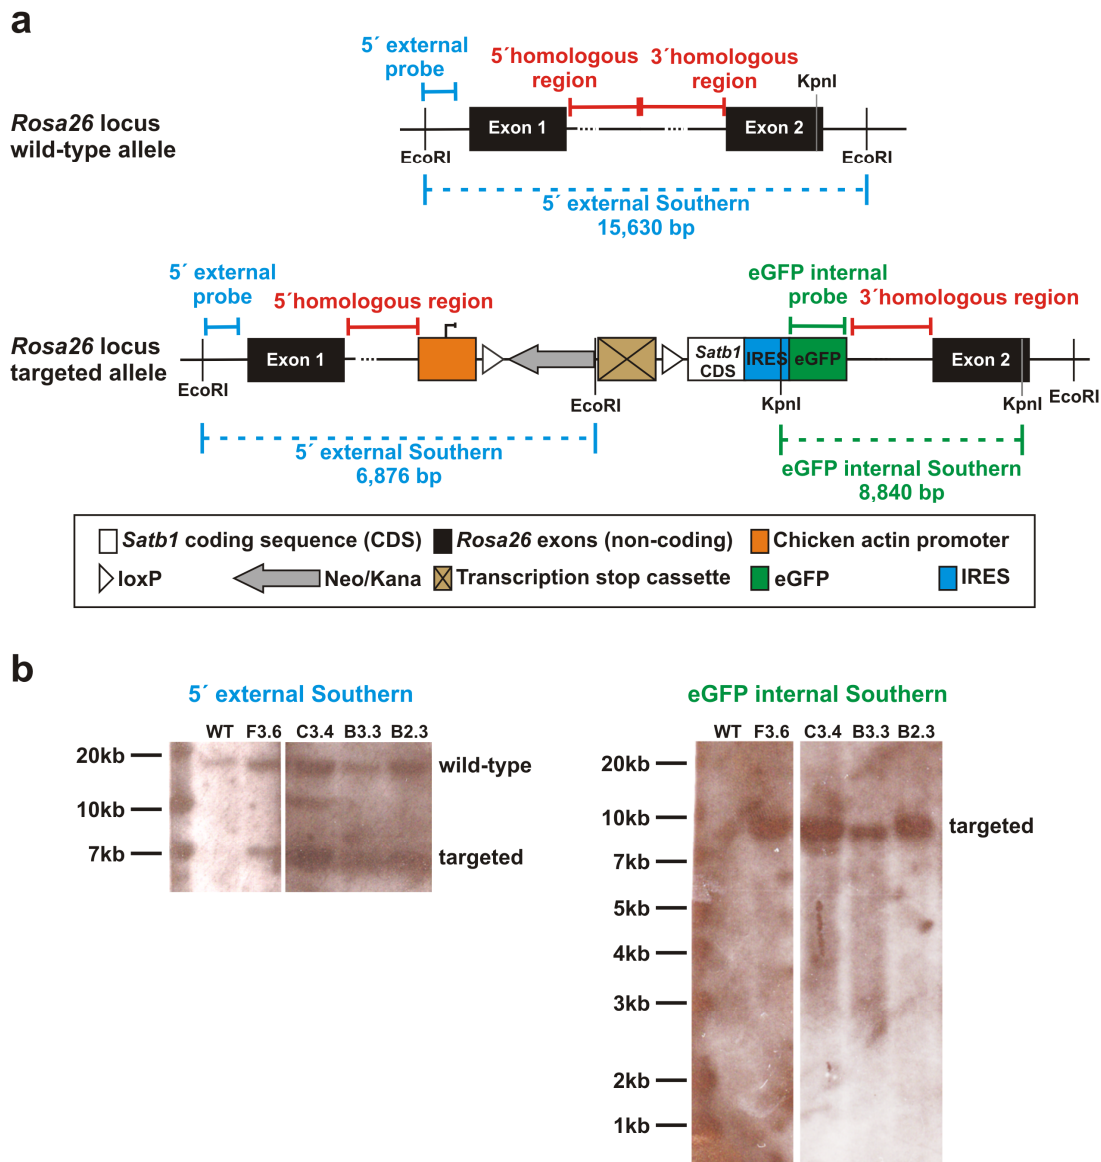 a
5´ external
probe
5´homologous
region
3´homologous
region
KpnI
Rosa26 locus
wild-type allele
Exon 1
Exon 2
EcoRI
EcoRI
5´ external Southern
15,630 bp
5´ external
probe
5´homologous region
eGFP internal
probe
3´homologous region
Rosa26 locus
targeted allele
Exon 1
Satb1
CDS
IRES
eGFP
Exon 2
EcoRI
EcoRI
KpnI
KpnI
EcoRI
5´ external Southern
6,876 bp
eGFP internal Southern
8,840 bp
Satb1 coding sequence (CDS)
Rosa26 exons (non-coding)
Chicken actin promoter
loxP
Neo/Kana
Transcription stop cassette
eGFP
IRES
b
5´ external Southern
WT F3.6 C3.4 B3.3 B2.3
20kb
10kb
7kb
wild-type
targeted
eGFP internal Southern
WT F3.6 C3.4 B3.3 B2.3
20kb
10kb
7kb
5kb
4kb
3kb
2kb
1kb
targeted